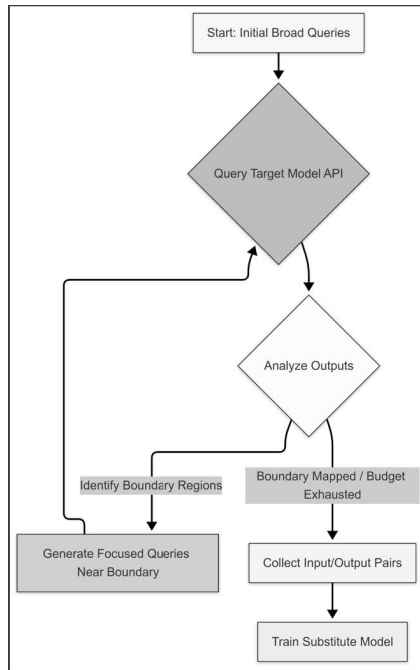 Start: Initial Broad Queries
Query Target Model API
Analyze Outputs
Identify Boundary Regions
Boundary Mapped / Budget
Exhausted
Generate Focused Queries
Near Boundary
Collect Input/Output Pairs
Train Substitute Model